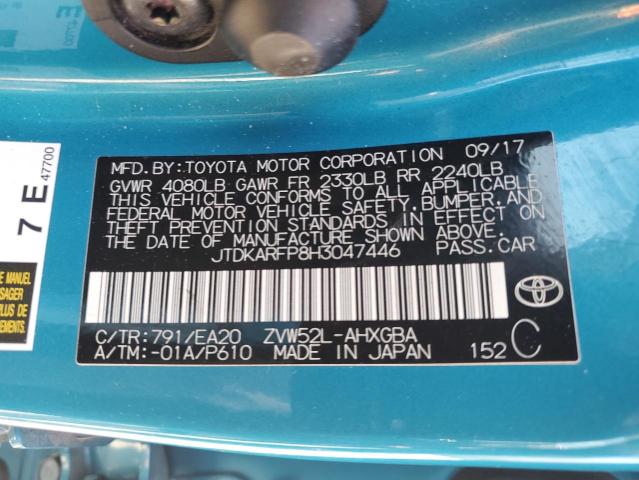 MFD.BY:TOYOTA MOTOR CORPORATION 09/17
GVWR 4080LB GAWR FR 2330LB RR 2240LB
THIS VEHICLE CONFORMS TO ALL APPLICABLE
FEDERAL MOTOR VEHICLE SAFETY,BUMPER,AND
THEFT PREVENTION STANDARDS IN EFFECT ON
THE DATE OF MANUFACTURE SHOWN ABOVE.
JTDKARFP8H3047446 PASS.CAR
C/TR:791/EA20 ZVW52L-AHXGBA
A/TM:-01A/P610 MADE IN JAPAN 152 C
7 E
47700
E MANUEL
SSAGER